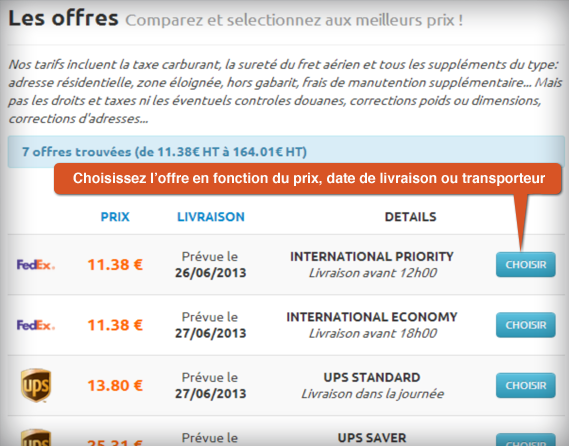 Les offres Comparez et selectionnez aux meilleurs prix !
Nos tarifs incluent la taxe carburant, la sureté du fret aérien et tous les suppléments du type:
adresse résidentielle, zone éloignée, hors gabarit, frais de manutention supplémentaire... Mais
pas les droits et taxes ni les éventuels controles douanes, corrections poids ou dimensions,
corrections d'adresses...
7 offres trouvées (de 11.38€ HT à 164.01€ HT)
Choisissez l'offre en fonction du prix, date de livraison ou transporteur
PRIX LIVRAISON DETAILS
FedEx. 11.38 € Prévue le 26/06/2013 INTERNATIONAL PRIORITY Livraison avant 12h00 CHOISIR
FedEx. 11.38 € Prévue le 27/06/2013 INTERNATIONAL ECONOMY Livraison avant 18h00 CHOISIR
ups 13.80 € Prévue le 27/06/2013 UPS STANDARD Livraison dans la journée CHOISIR
ups 25.31 € Prévue le UPS SAVER CHOISIR